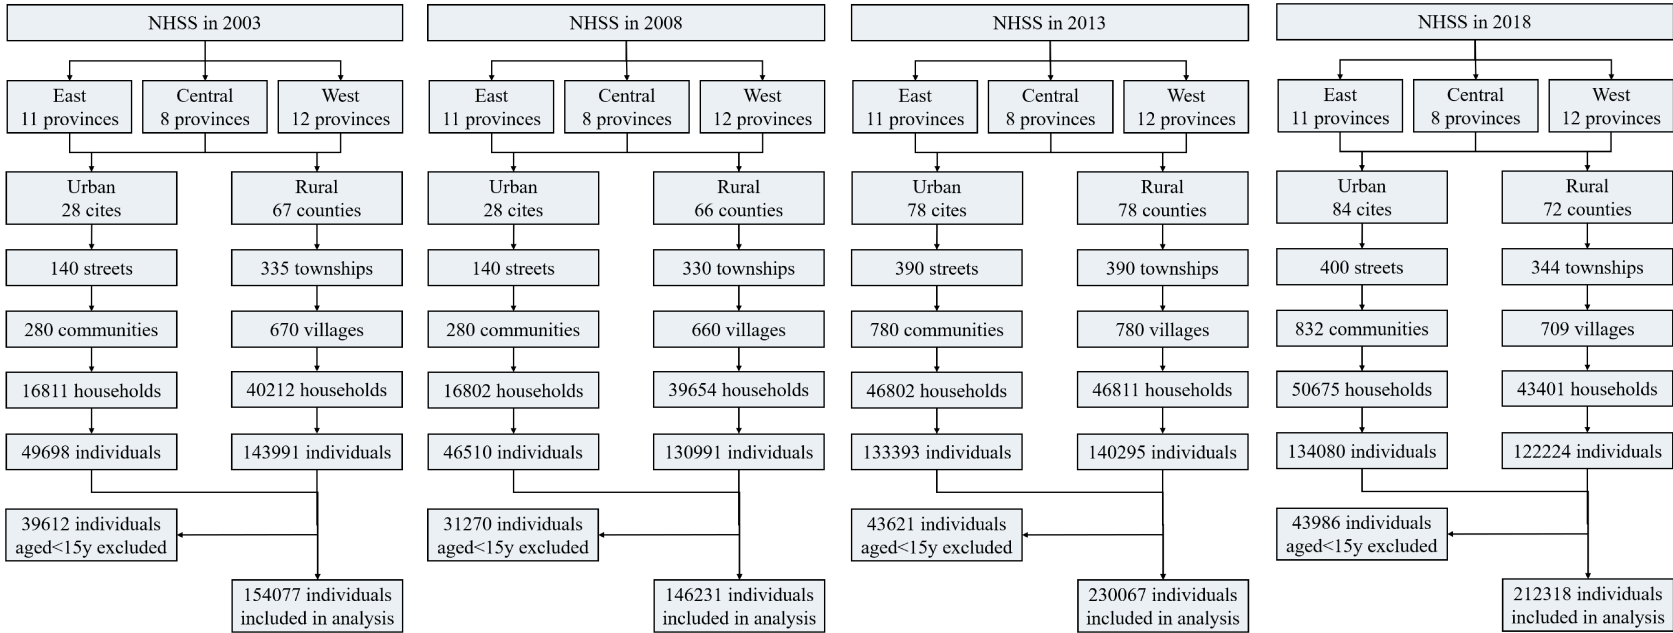 NHSS in 2003
East
11 provinces
Central
8 provinces
West
12 provinces
Urban
28 cites
Rural
67 counties
140 streets
335 townships
280 communities
670 villages
16811 households
40212 households
49698 individuals
143991 individuals
39612 individuals
aged<15y excluded
154077 individuals
included in analysis
NHSS in 2008
East
11 provinces
Central
8 provinces
West
12 provinces
Urban
28 cites
Rural
66 counties
140 streets
330 townships
280 communities
660 villages
16802 households
39654 households
46510 individuals
130991 individuals
31270 individuals
aged<15y excluded
146231 individuals
included in analysis
NHSS in 2013
East
11 provinces
Central
8 provinces
West
12 provinces
Urban
78 cites
Rural
78 counties
390 streets
390 townships
780 communities
780 villages
46802 households
46811 households
133393 individuals
140295 individuals
43621 individuals
aged<15y excluded
230067 individuals
included in analysis
NHSS in 2018
East
11 provinces
Central
8 provinces
West
12 provinces
Urban
84 cites
Rural
72 counties
400 streets
344 townships
832 communities
709 villages
50675 households
43401 households
134080 individuals
122224 individuals
43986 individuals
aged<15y excluded
212318 individuals
included in analysis